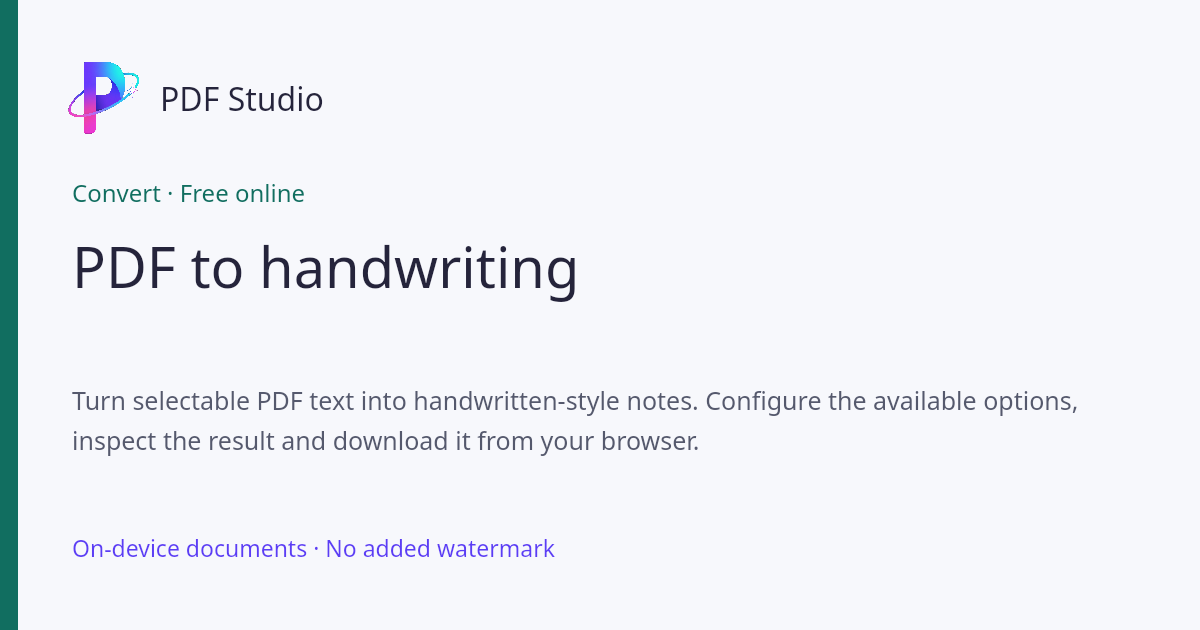 PDF Studio
Convert · Free online
PDF to handwriting
Turn selectable PDF text into handwritten-style notes. Configure the available options,
inspect the result and download it from your browser.
On-device documents · No added watermark